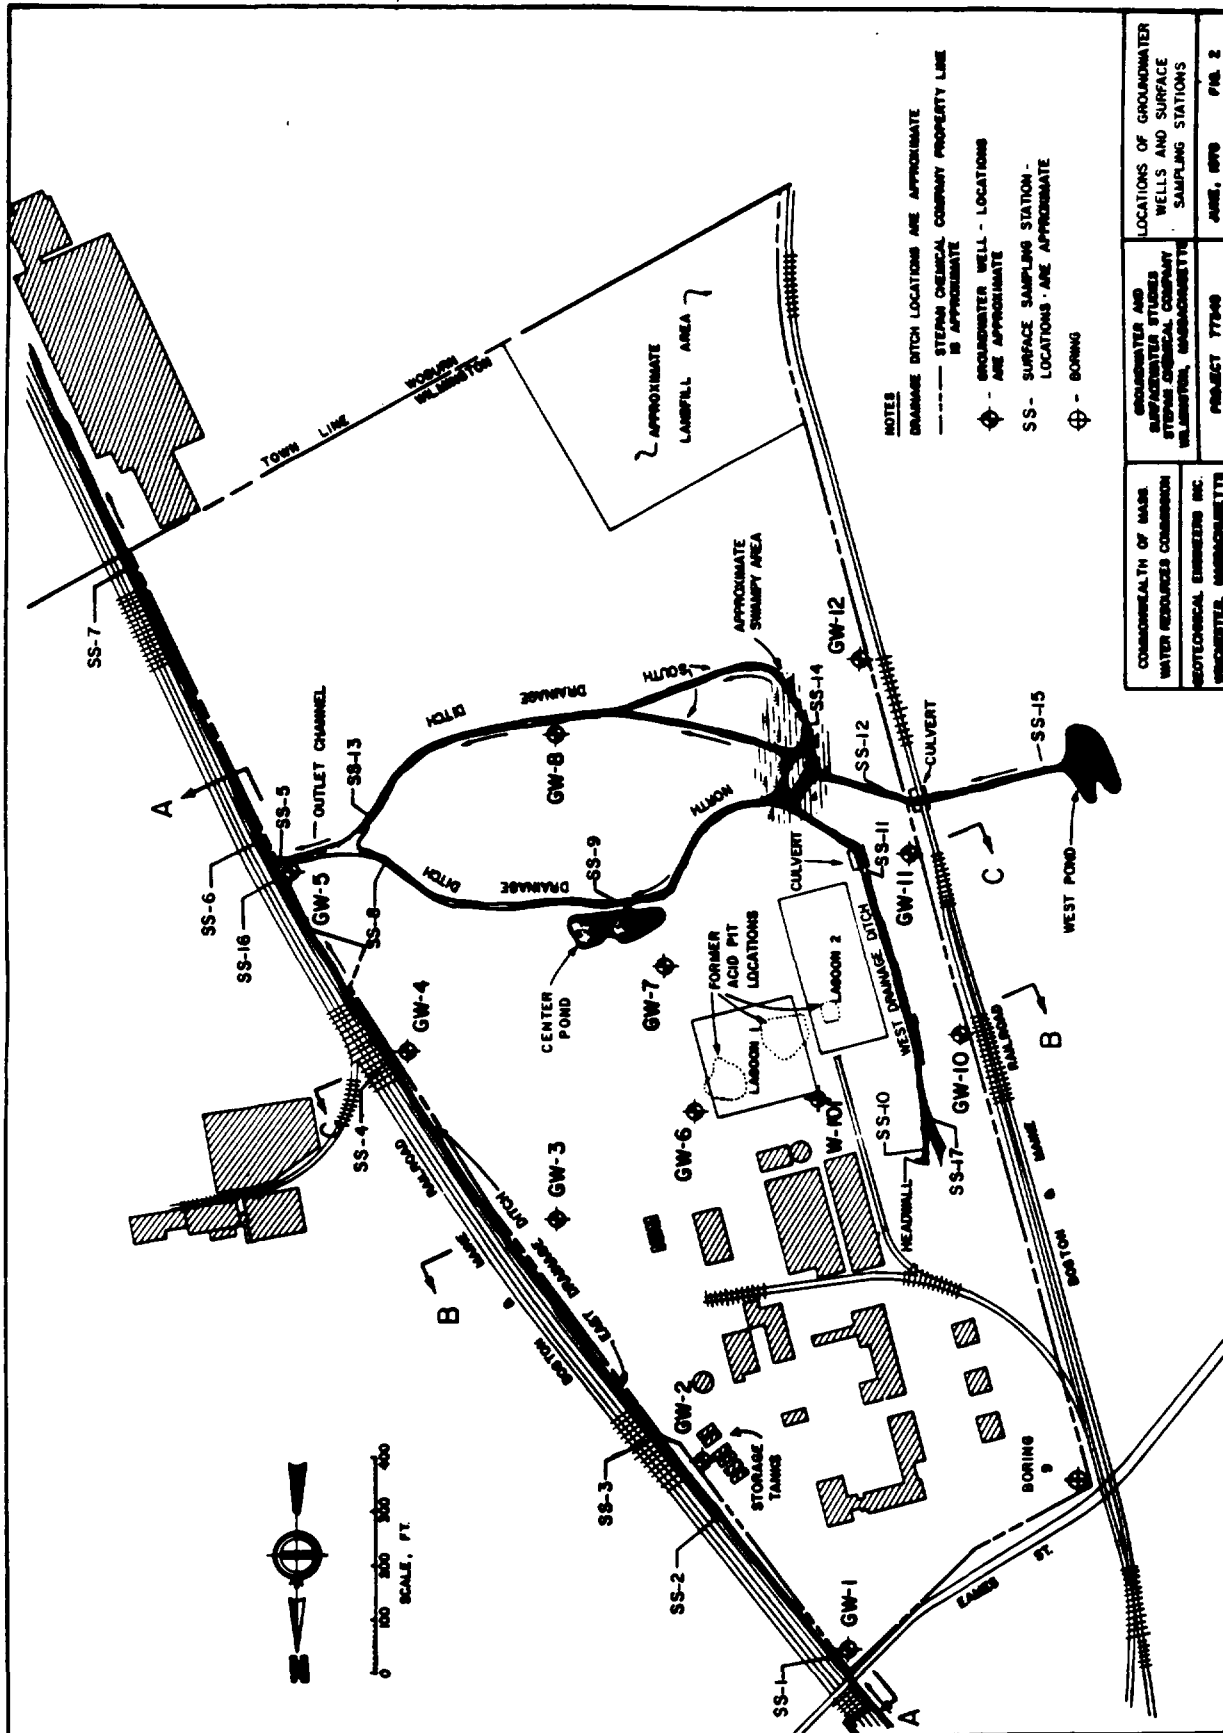 TOWN LINE
WOBURN
WILMINGTON
APPROXIMATE
LANDFILL AREA
SS-7
A
OUTLET CHANNEL
SS-5
SS-13
SS-6
SS-16
GW-5
SS-8
DITCH
DRAINAGE
SOUTH
GW-8
APPROXIMATE
SWAMPY AREA
GW-12
SS-14
SS-12
CULVERT
SS-15
WEST POND
NORTH
DRAINAGE
DITCH
SS-9
CENTER
POND
CULVERT
SS-11
GW-11
C
GW-4
GW-7
FORMER
ACID PIT
LOCATIONS
LAGOON 1
LAGOON 2
WEST DRAINAGE DITCH
C
SS-4
RAILROAD
MAINE
&
BOSTON
B
GW-3
EAST DRAINAGE DITCH
GW-6
W-101
SS-10
HEADWALL
SS-17
GW-10
B
RAILROAD
MAINE
&
BOSTON
SS-3
GW-2
STORAGE
TANKS
SS-2
BORING
9
EAMES ST.
SS-1
GW-1
A
N
0 100 200 300 400
SCALE, FT.
NOTES
DRAINAGE DITCH LOCATIONS ARE APPROXIMATE
STEPAN CHEMICAL COMPANY PROPERTY LINE
IS APPROXIMATE
- GROUNDWATER WELL - LOCATIONS
ARE APPROXIMATE
SS- SURFACE SAMPLING STATION -
LOCATIONS - ARE APPROXIMATE
- BORING
COMMONWEALTH OF MASS.
WATER RESOURCES COMMISSION
GEOTECHNICAL ENGINEERS INC.
WINCHESTER, MASSACHUSETTS
GROUNDWATER AND
SURFACEWATER STUDIES
STEPAN CHEMICAL COMPANY
WILMINGTON, MASSACHUSETTS
PROJECT
LOCATIONS OF GROUNDWATER
WELLS AND SURFACE
SAMPLING STATIONS
JUNE, FIG. 2